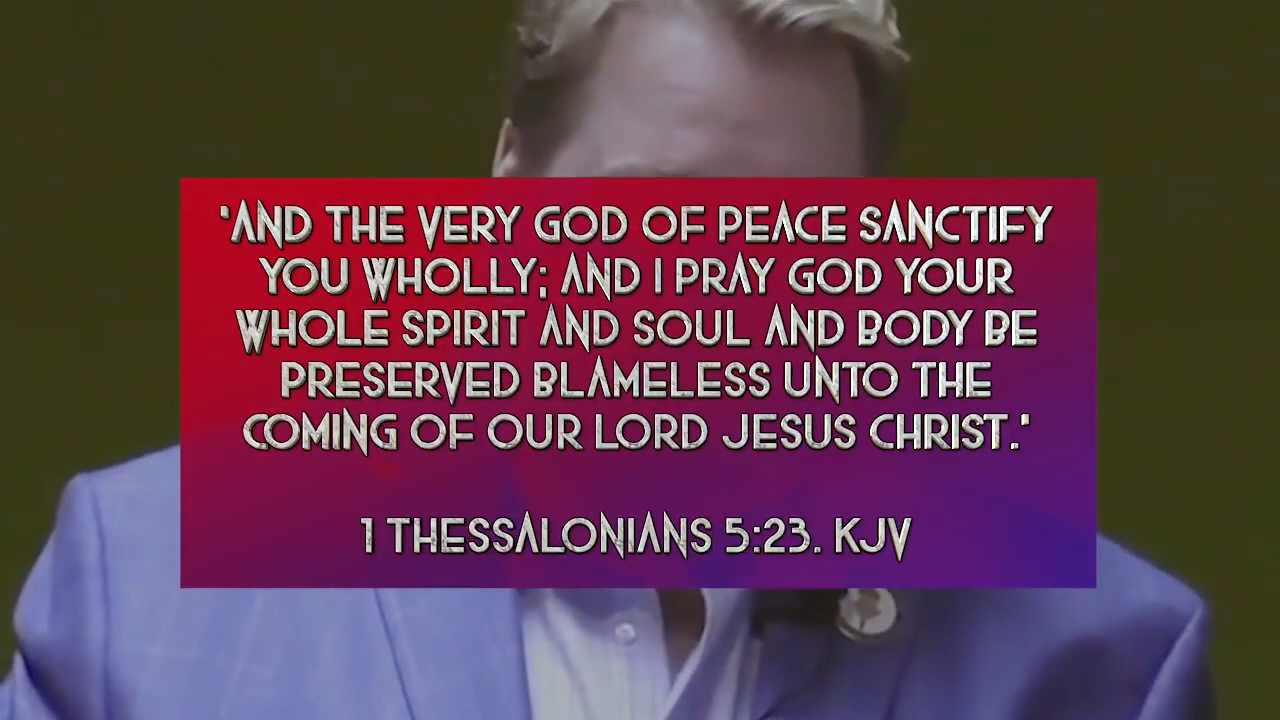 "AND THE VERY GOD OF PEACE SANCTIFY
YOU WHOLLY; AND I PRAY GOD YOUR
WHOLE SPIRIT AND SOUL AND BODY BE
PRESERVED BLAMELESS UNTO THE
COMING OF OUR LORD JESUS CHRIST."
1 THESSALONIANS 5:23. KJV